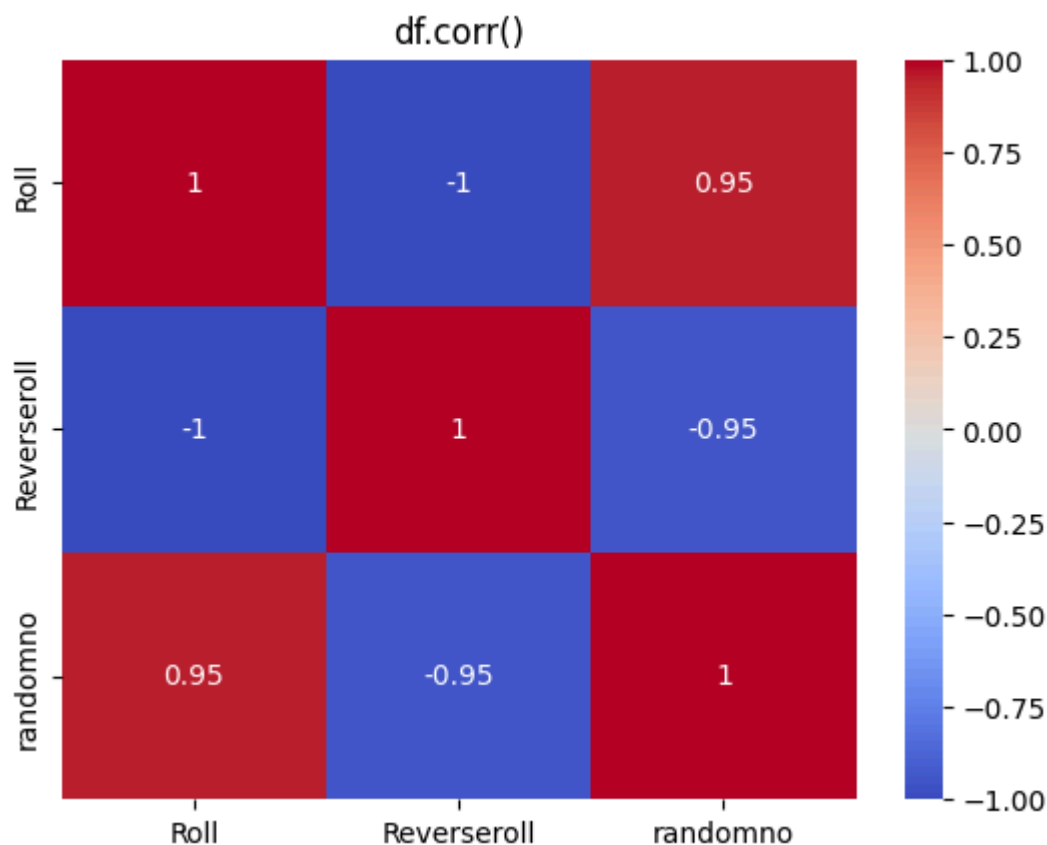 df.corr()
Roll
1
-1
0.95
Reverseroll
-1
1
-0.95
randomno
0.95
-0.95
1
Roll
Reverseroll
randomno
1.00
0.75
0.50
0.25
0.00
−0.25
−0.50
−0.75
−1.00